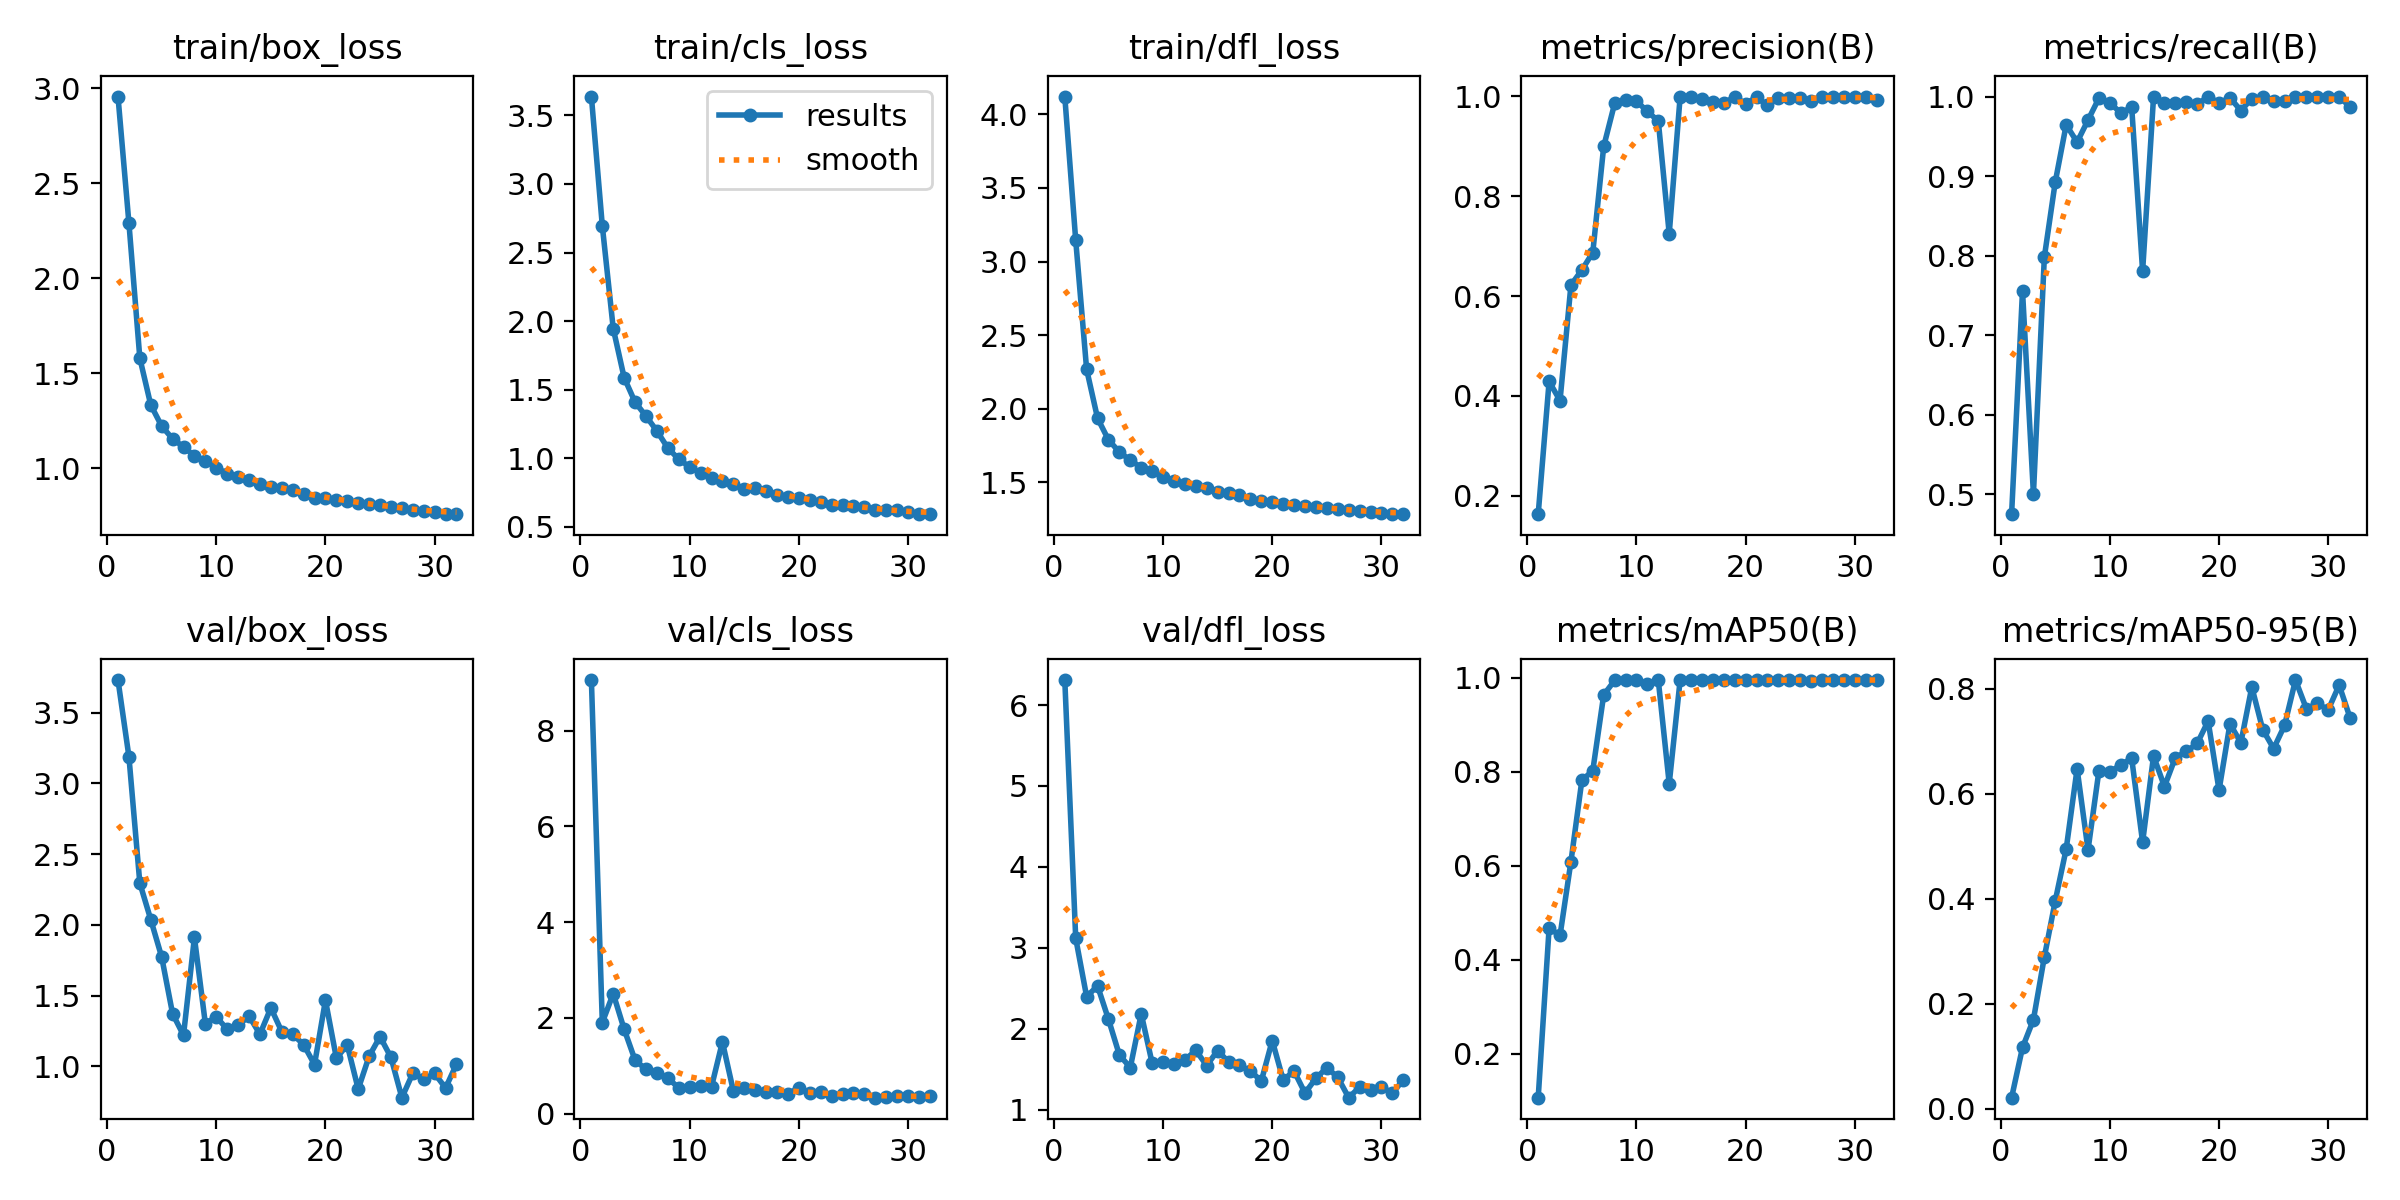 train/box_loss
train/cls_loss
train/dfl_loss
metrics/precision(B)
metrics/recall(B)
3.0
2.5
2.0
1.5
1.0
0 10 20 30
3.5
3.0
2.5
2.0
1.5
1.0
0.5
results
smooth
0 10 20 30
4.0
3.5
3.0
2.5
2.0
1.5
0 10 20 30
1.0
0.8
0.6
0.4
0.2
0 10 20 30
1.0
0.9
0.8
0.7
0.6
0.5
0 10 20 30
val/box_loss
val/cls_loss
val/dfl_loss
metrics/mAP50(B)
metrics/mAP50-95(B)
3.5
3.0
2.5
2.0
1.5
1.0
0 10 20 30
8
6
4
2
0
0 10 20 30
6
5
4
3
2
1
0 10 20 30
1.0
0.8
0.6
0.4
0.2
0 10 20 30
0.8
0.6
0.4
0.2
0.0
0 10 20 30